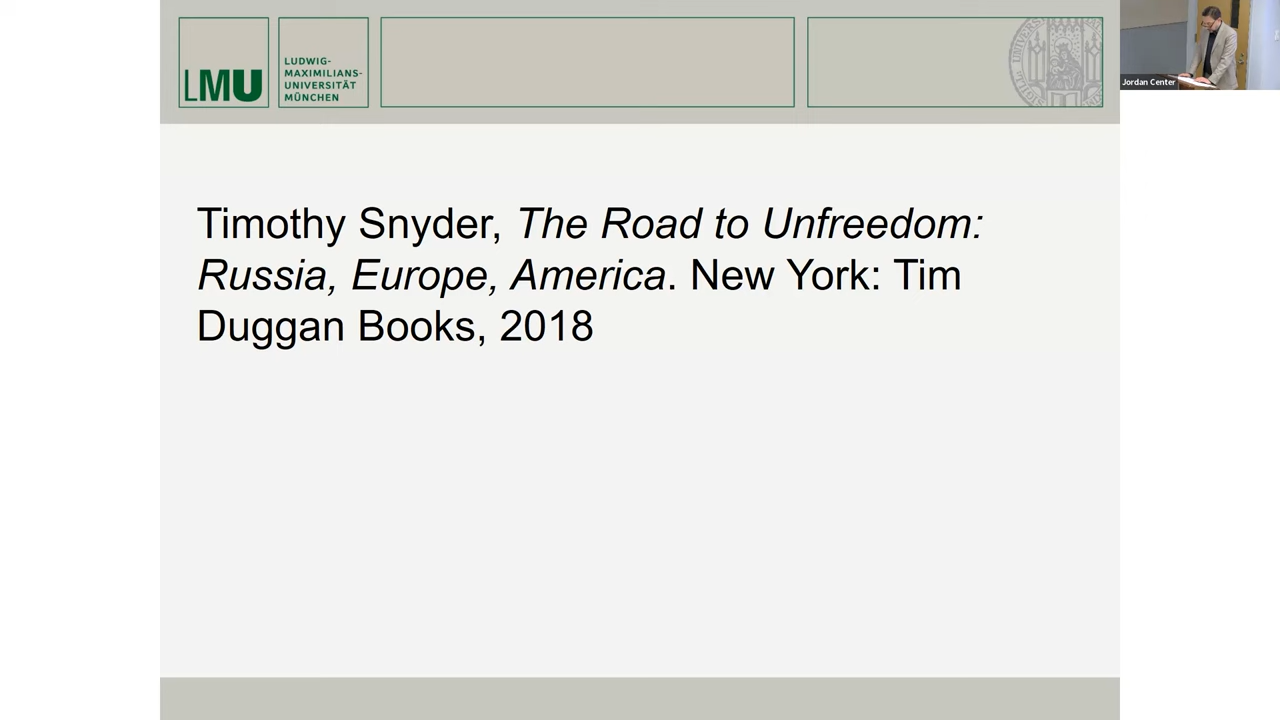 LMU
LUDWIG-
MAXIMILIANS-
UNIVERSITÄT
MÜNCHEN
Jordan Center
Timothy Snyder, The Road to Unfreedom:
Russia, Europe, America. New York: Tim
Duggan Books, 2018